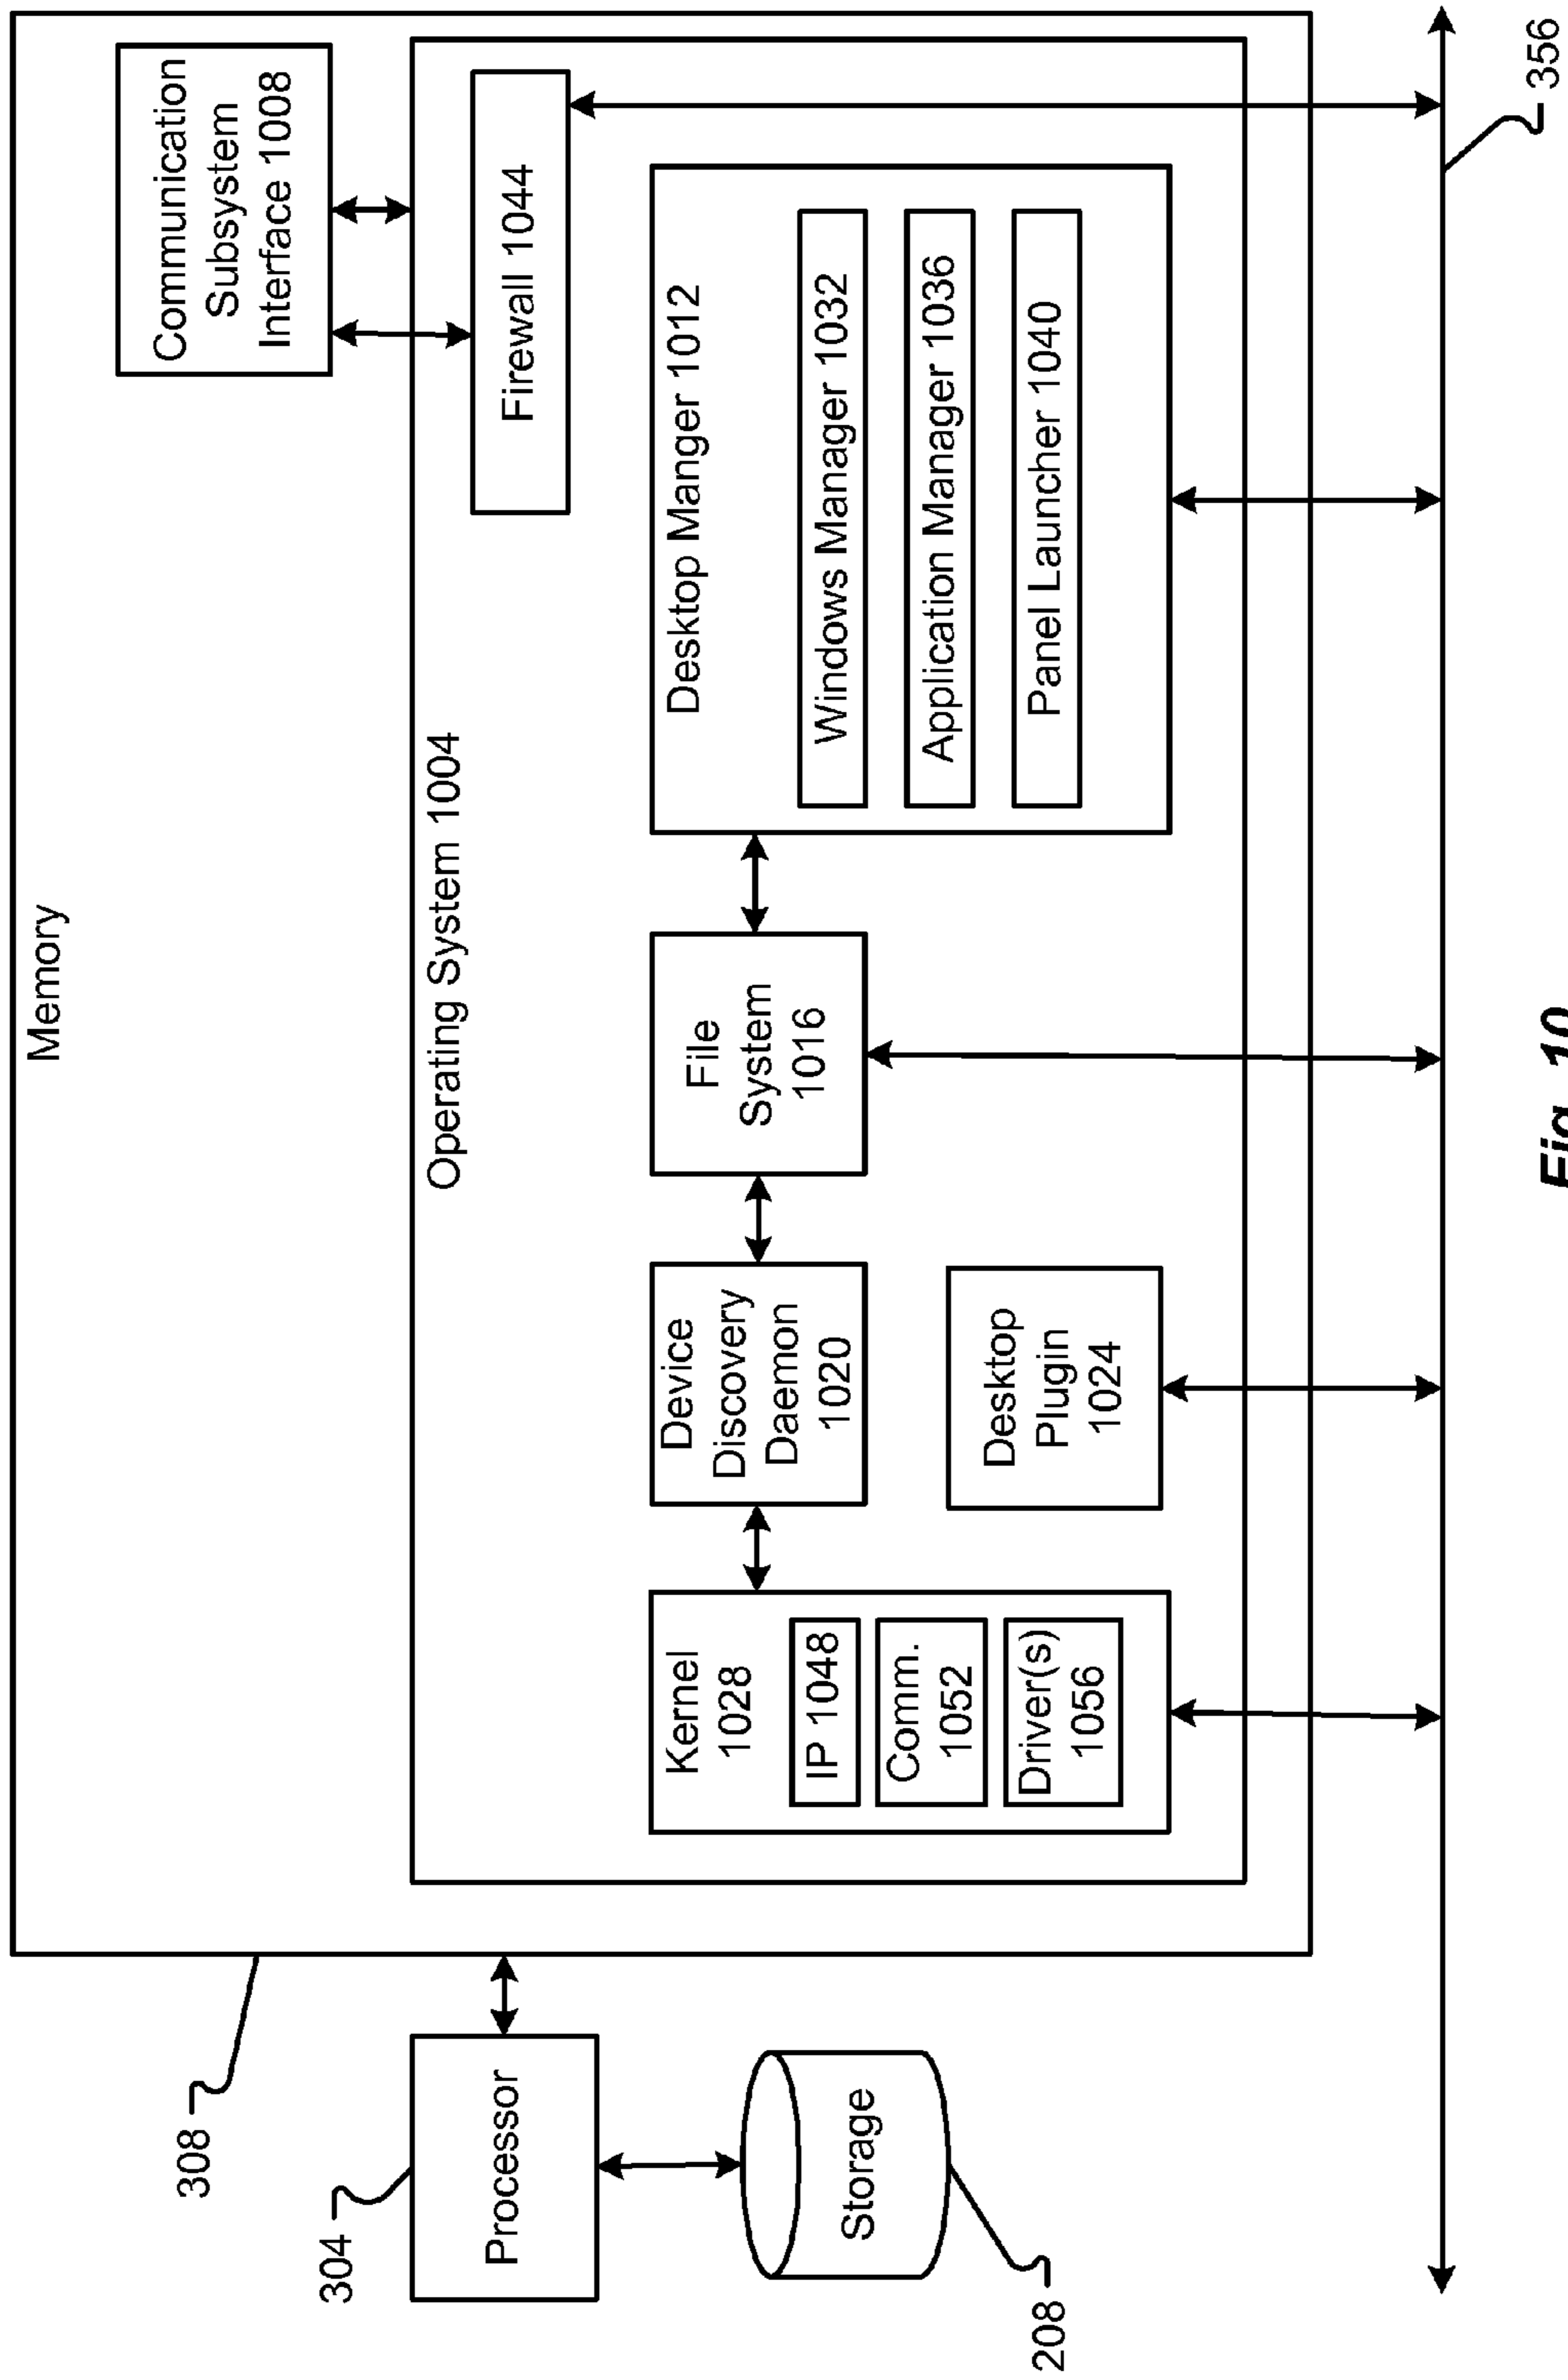 Memory
Communication
Subsystem
Interface 1008
Operating System 1004
Firewall 1044
308
304
Processor
Storage
208
Kernel
1028
IP 1048
Comm.
1052
Driver(s)
1056
Device
Discovery
Daemon
1020
Desktop
Plugin
1024
File
System
1016
Desktop Manger 1012
Windows Manager 1032
Application Manager 1036
Panel Launcher 1040
356
Fig. 10